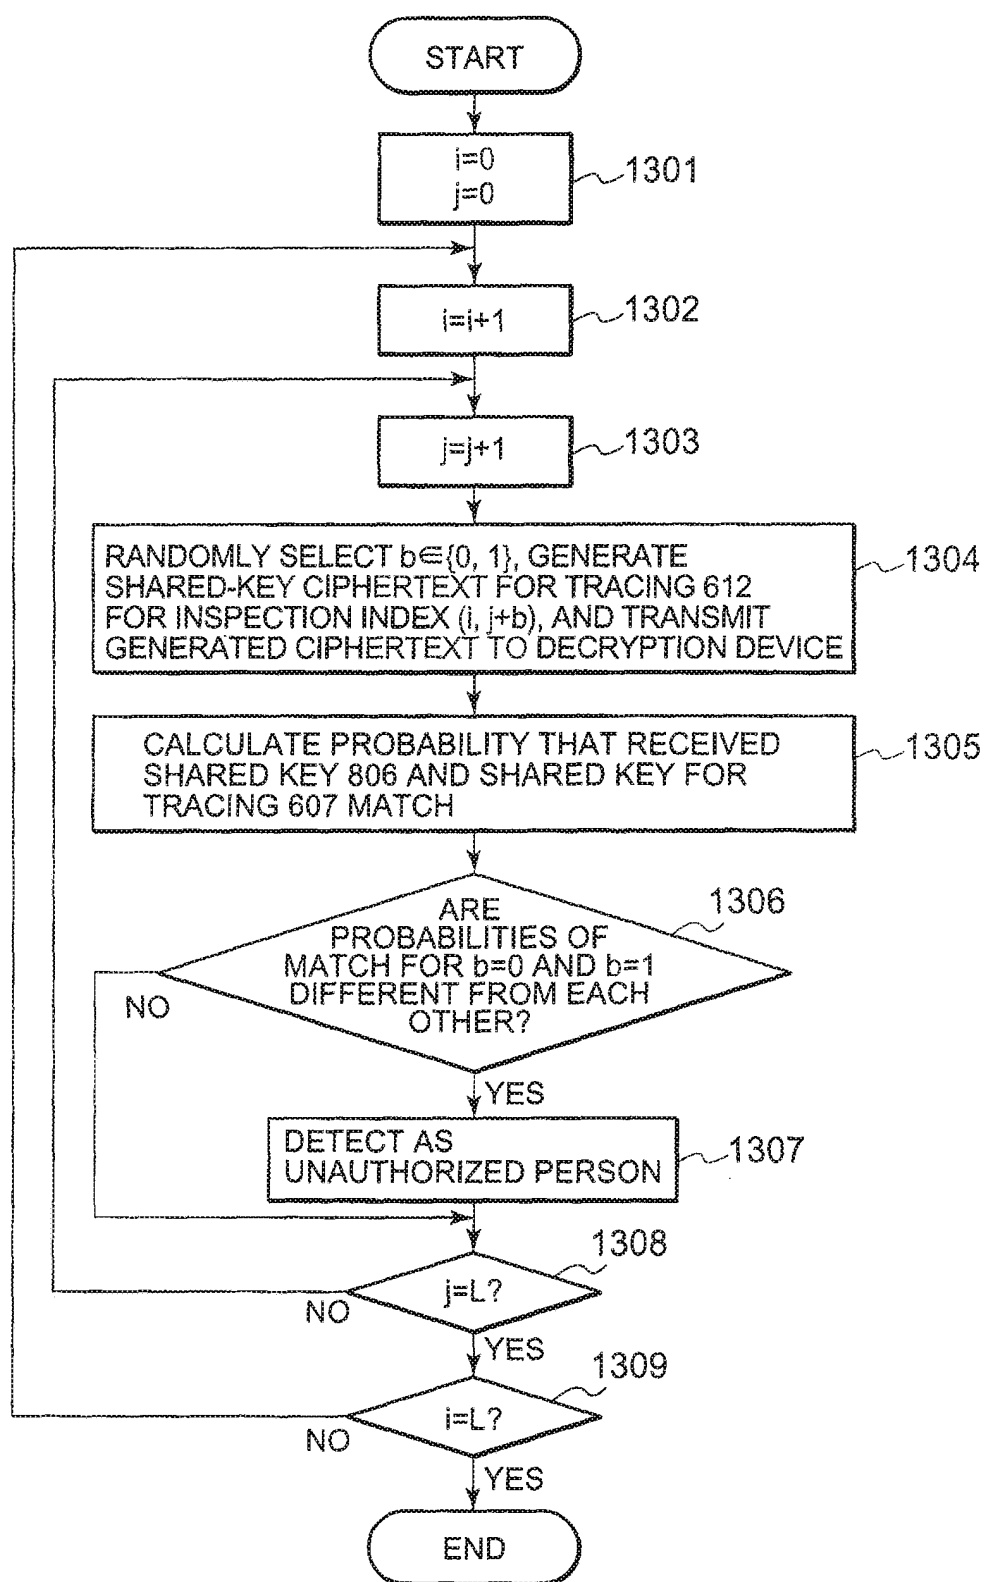 START
i=0
j=0
1301
i=i+1
1302
j=j+1
1303
RANDOMLY SELECT b∈{0, 1}, GENERATE
SHARED-KEY CIPHERTEXT FOR TRACING 612
FOR INSPECTION INDEX (i, j+b), AND TRANSMIT
GENERATED CIPHERTEXT TO DECRYPTION DEVICE
1304
CALCULATE PROBABILITY THAT RECEIVED
SHARED KEY 806 AND SHARED KEY FOR
TRACING 607 MATCH
1305
ARE
PROBABILITIES OF
MATCH FOR b=0 AND b=1
DIFFERENT FROM EACH
OTHER?
1306
NO
YES
DETECT AS
UNAUTHORIZED PERSON
1307
j=L?
1308
NO
YES
i=L?
1309
NO
YES
END